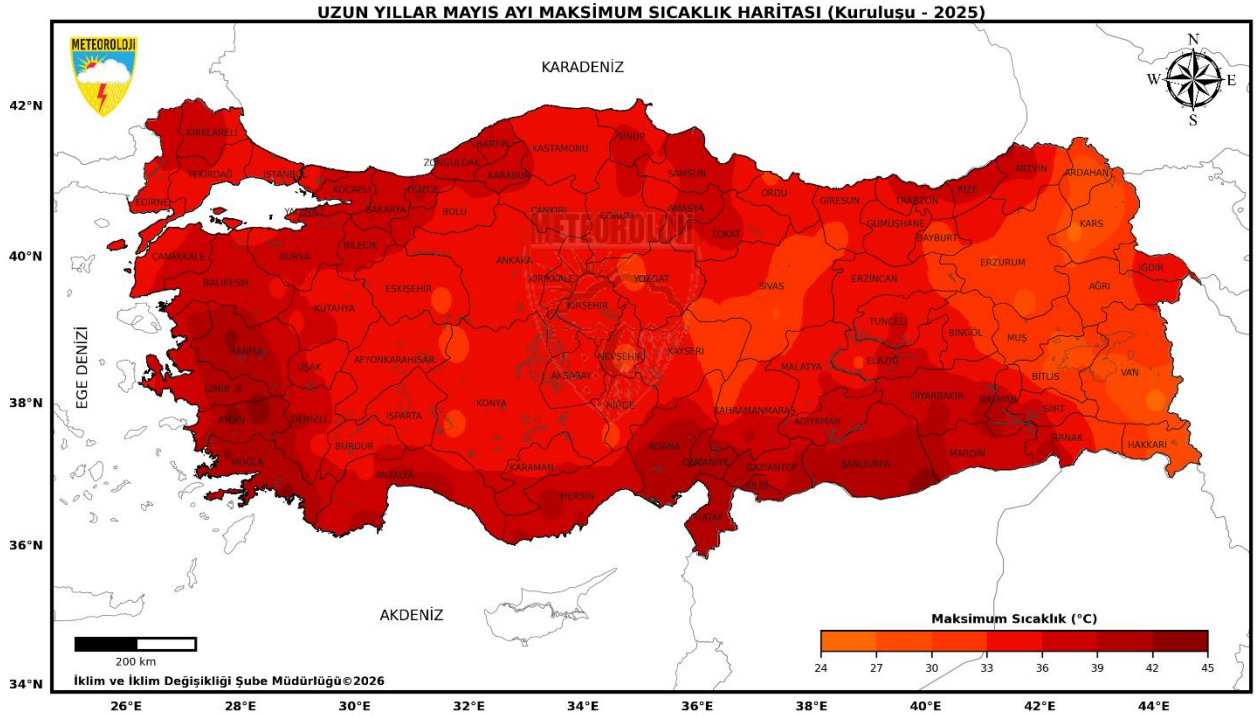 UZUN YILLAR MAYIS AYI MAKSİMUM SICAKLIK HARİTASI (Kuruluşu - 2025)
METEOROLOJİ
KARADENİZ
N
W
E
S
42°N
40°N
38°N
36°N
34°N
EGE DENİZİ
KIRKLARELİ
TEKİRDAĞ
İSTANBUL
EDİRNE
KOCAELİ
YALOVA
SAKARYA
DÜZCE
ZONGULDAK
BARTIN
KARABÜK
KASTAMONU
SİNOP
SAMSUN
ORDU
GİRESUN
TRABZON
RİZE
ARTVİN
ARDAHAN
BOLU
ÇANKIRI
ÇORUM
AMASYA
TOKAT
GÜMÜŞHANE
BAYBURT
KARS
METEOROLOJİ
ÇANAKKALE
BURSA
BİLECİK
ANKARA
KIRIKKALE
YOZGAT
SİVAS
ERZİNCAN
ERZURUM
IĞDIR
AĞRI
BALIKESİR
KÜTAHYA
ESKİŞEHİR
KIRŞEHİR
TUNCELİ
BİNGÖL
MUŞ
MANİSA
UŞAK
AFYONKARAHİSAR
NEVŞEHİR
KAYSERİ
MALATYA
ELAZIĞ
BİTLİS
VAN
İZMİR
AYDIN
DENİZLİ
ISPARTA
KONYA
AKSARAY
NİĞDE
KAHRAMANMARAŞ
ADIYAMAN
DİYARBAKIR
BATMAN
SİİRT
ŞIRNAK
HAKKARİ
MUĞLA
BURDUR
ANTALYA
KARAMAN
MERSİN
ADANA
OSMANİYE
GAZİANTEP
KİLİS
HATAY
ŞANLIURFA
MARDİN
AKDENİZ
Maksimum Sıcaklık (°C)
24 27 30 33 36 39 42 45
200 km
İklim ve İklim Değişikliği Şube Müdürlüğü©2026
26°E 28°E 30°E 32°E 34°E 36°E 38°E 40°E 42°E 44°E